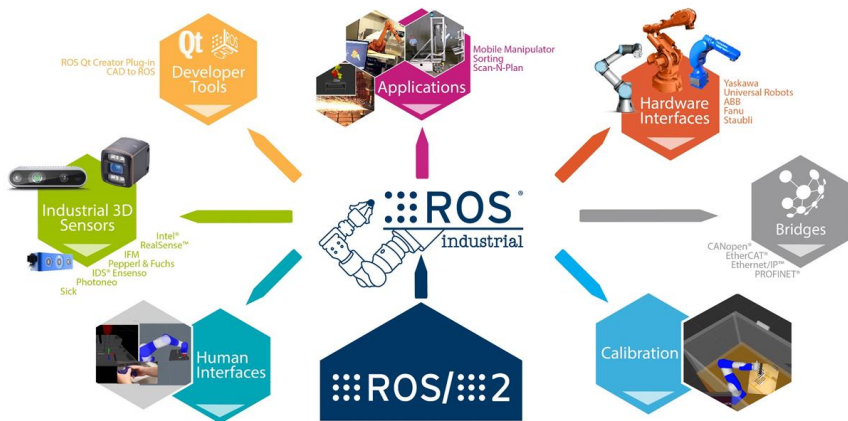 Qt
ROS
Developer
Tools
ROS Qt Creator Plug-in
CAD to ROS
Applications
Mobile Manipulator
Sorting
Scan-N-Plan
Hardware
Interfaces
Yaskawa
Universal Robots
ABB
Fanu
Staubli
Industrial 3D
Sensors
Intel®
RealSense™
IFM
Pepperl & Fuchs
IDS® Ensenso
Photoneo
Sick
ROS®
industrial
Bridges
CANopen®
EtherCAT®
Ethernet/IP™
PROFINET®
Human
Interfaces
ROS/2
Calibration